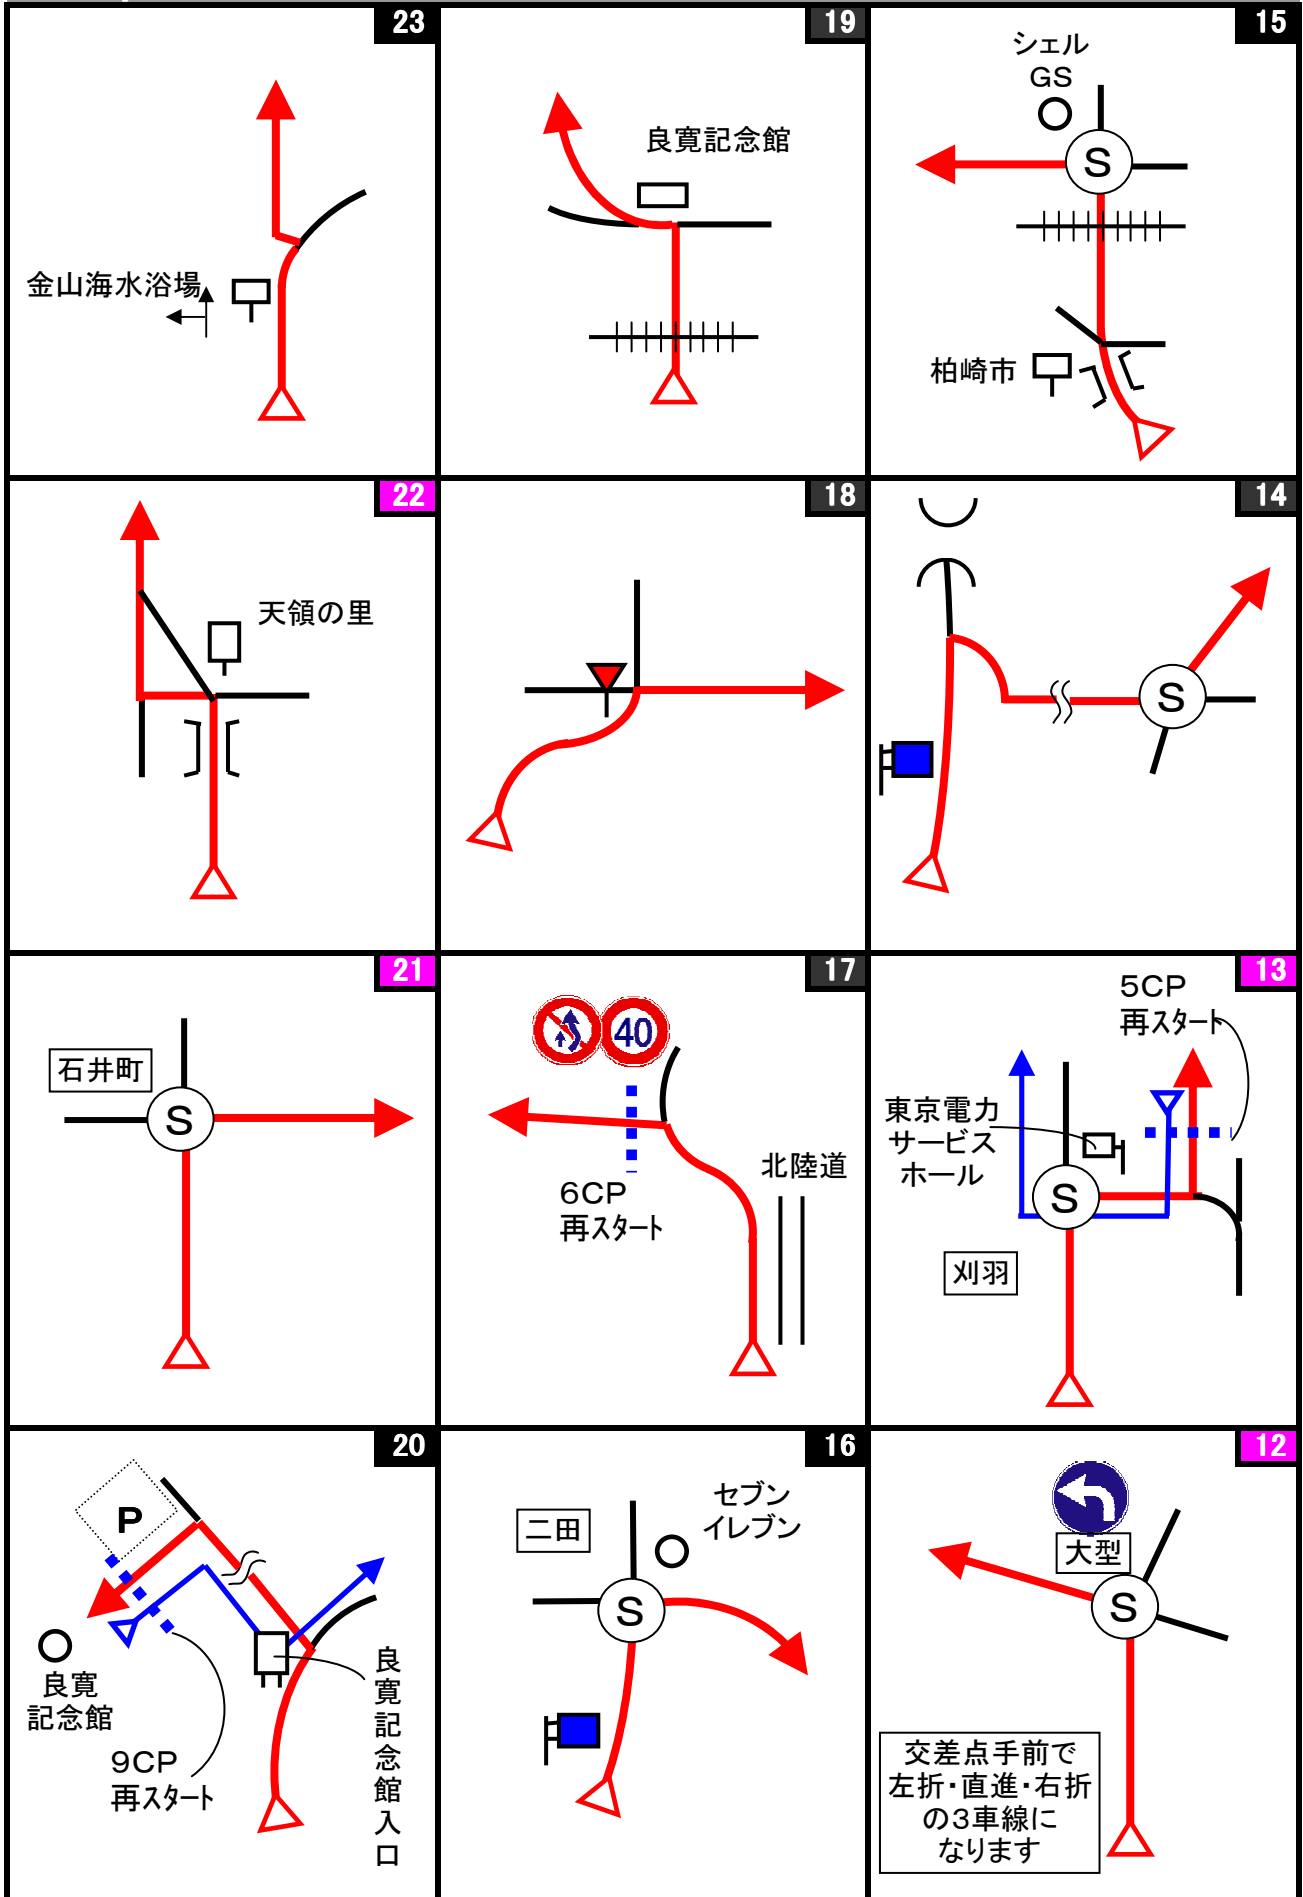 23
金山海水浴場
19
良寛記念館
15
シェル
GS
S
柏崎市
22
天領の里
18
14
S
21
石井町
S
17
40
6CP
再スタート
北陸道
13
5CP
再スタート
東京電力
サービス
ホール
S
刈羽
20
P
良寛
記念館
9CP
再スタート
良寛記念館入口
16
二田
セブン
イレブン
S
12
大型
S
交差点手前で
左折・直進・右折
の3車線に
なります